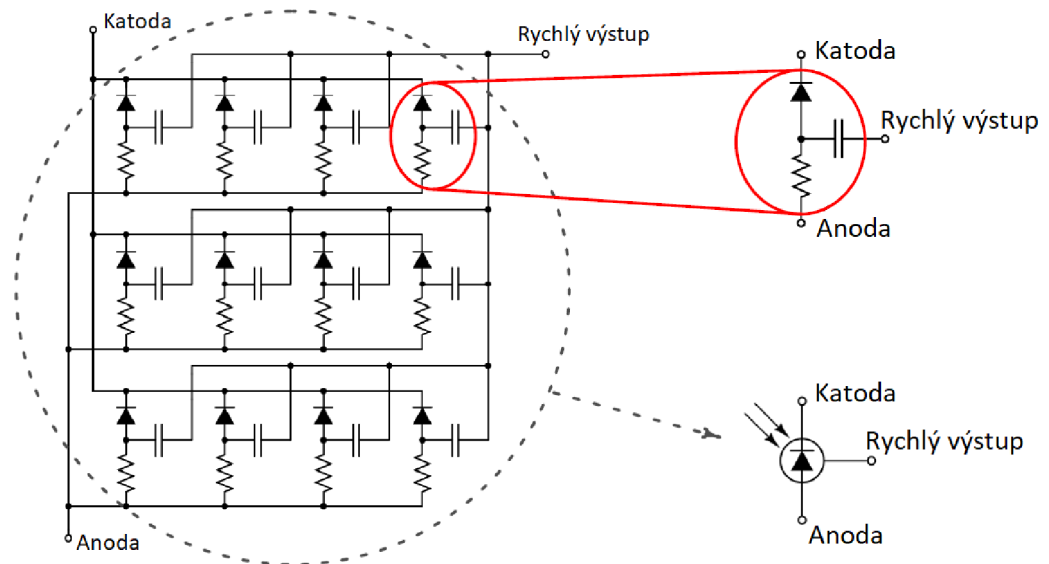 Katoda
Rychlý výstup
Katoda
Rychlý výstup
Anoda
Katoda
Rychlý výstup
Anoda
Anoda